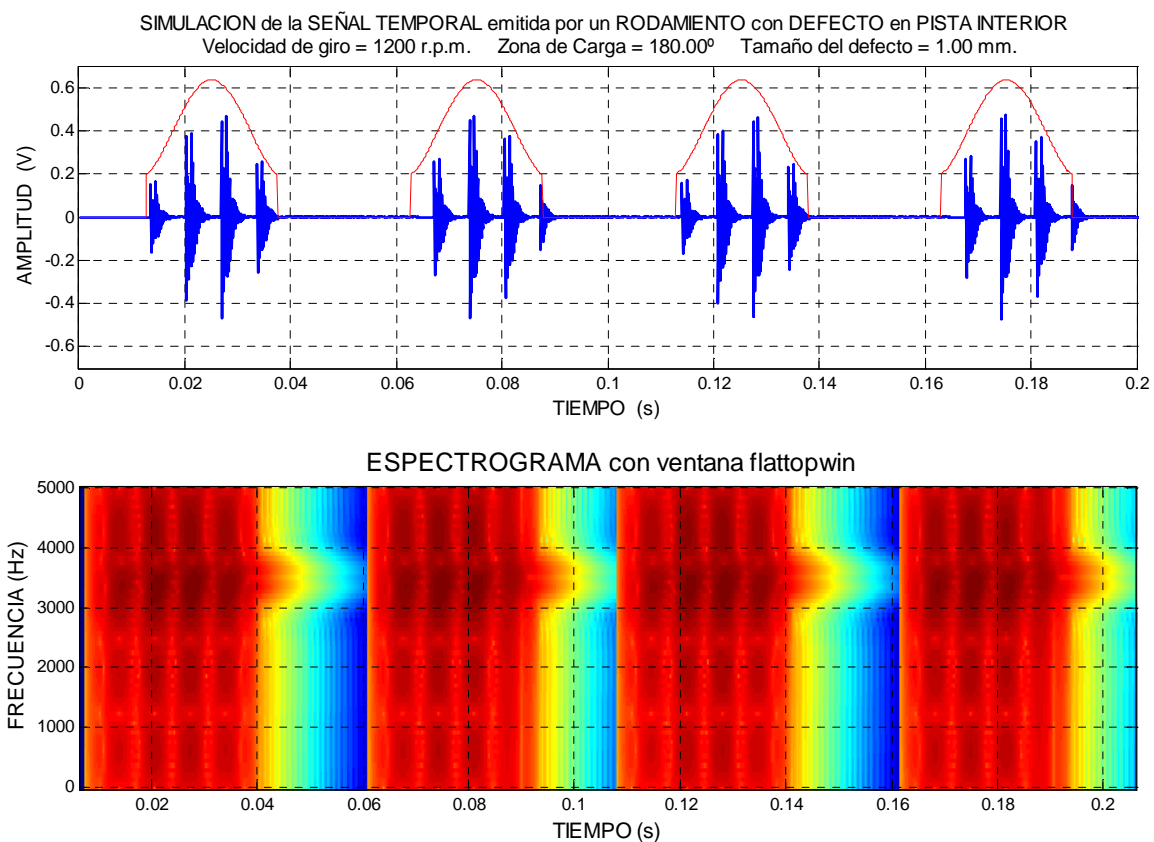 SIMULACION de la SEÑAL TEMPORAL emitida por un RODAMIENTO con DEFECTO en PISTA INTERIOR
Velocidad de giro = 1200 r.p.m. Zona de Carga = 180.00º Tamaño del defecto = 1.00 mm.
0.6
0.4
0.2
0
-0.2
-0.4
-0.6
AMPLITUD (V)
0 0.02 0.04 0.06 0.08 0.1 0.12 0.14 0.16 0.18 0.2
TIEMPO (s)
ESPECTROGRAMA con ventana flattopwin
5000
4000
3000
2000
1000
0
FRECUENCIA (Hz)
0.02 0.04 0.06 0.08 0.1 0.12 0.14 0.16 0.18 0.2
TIEMPO (s)